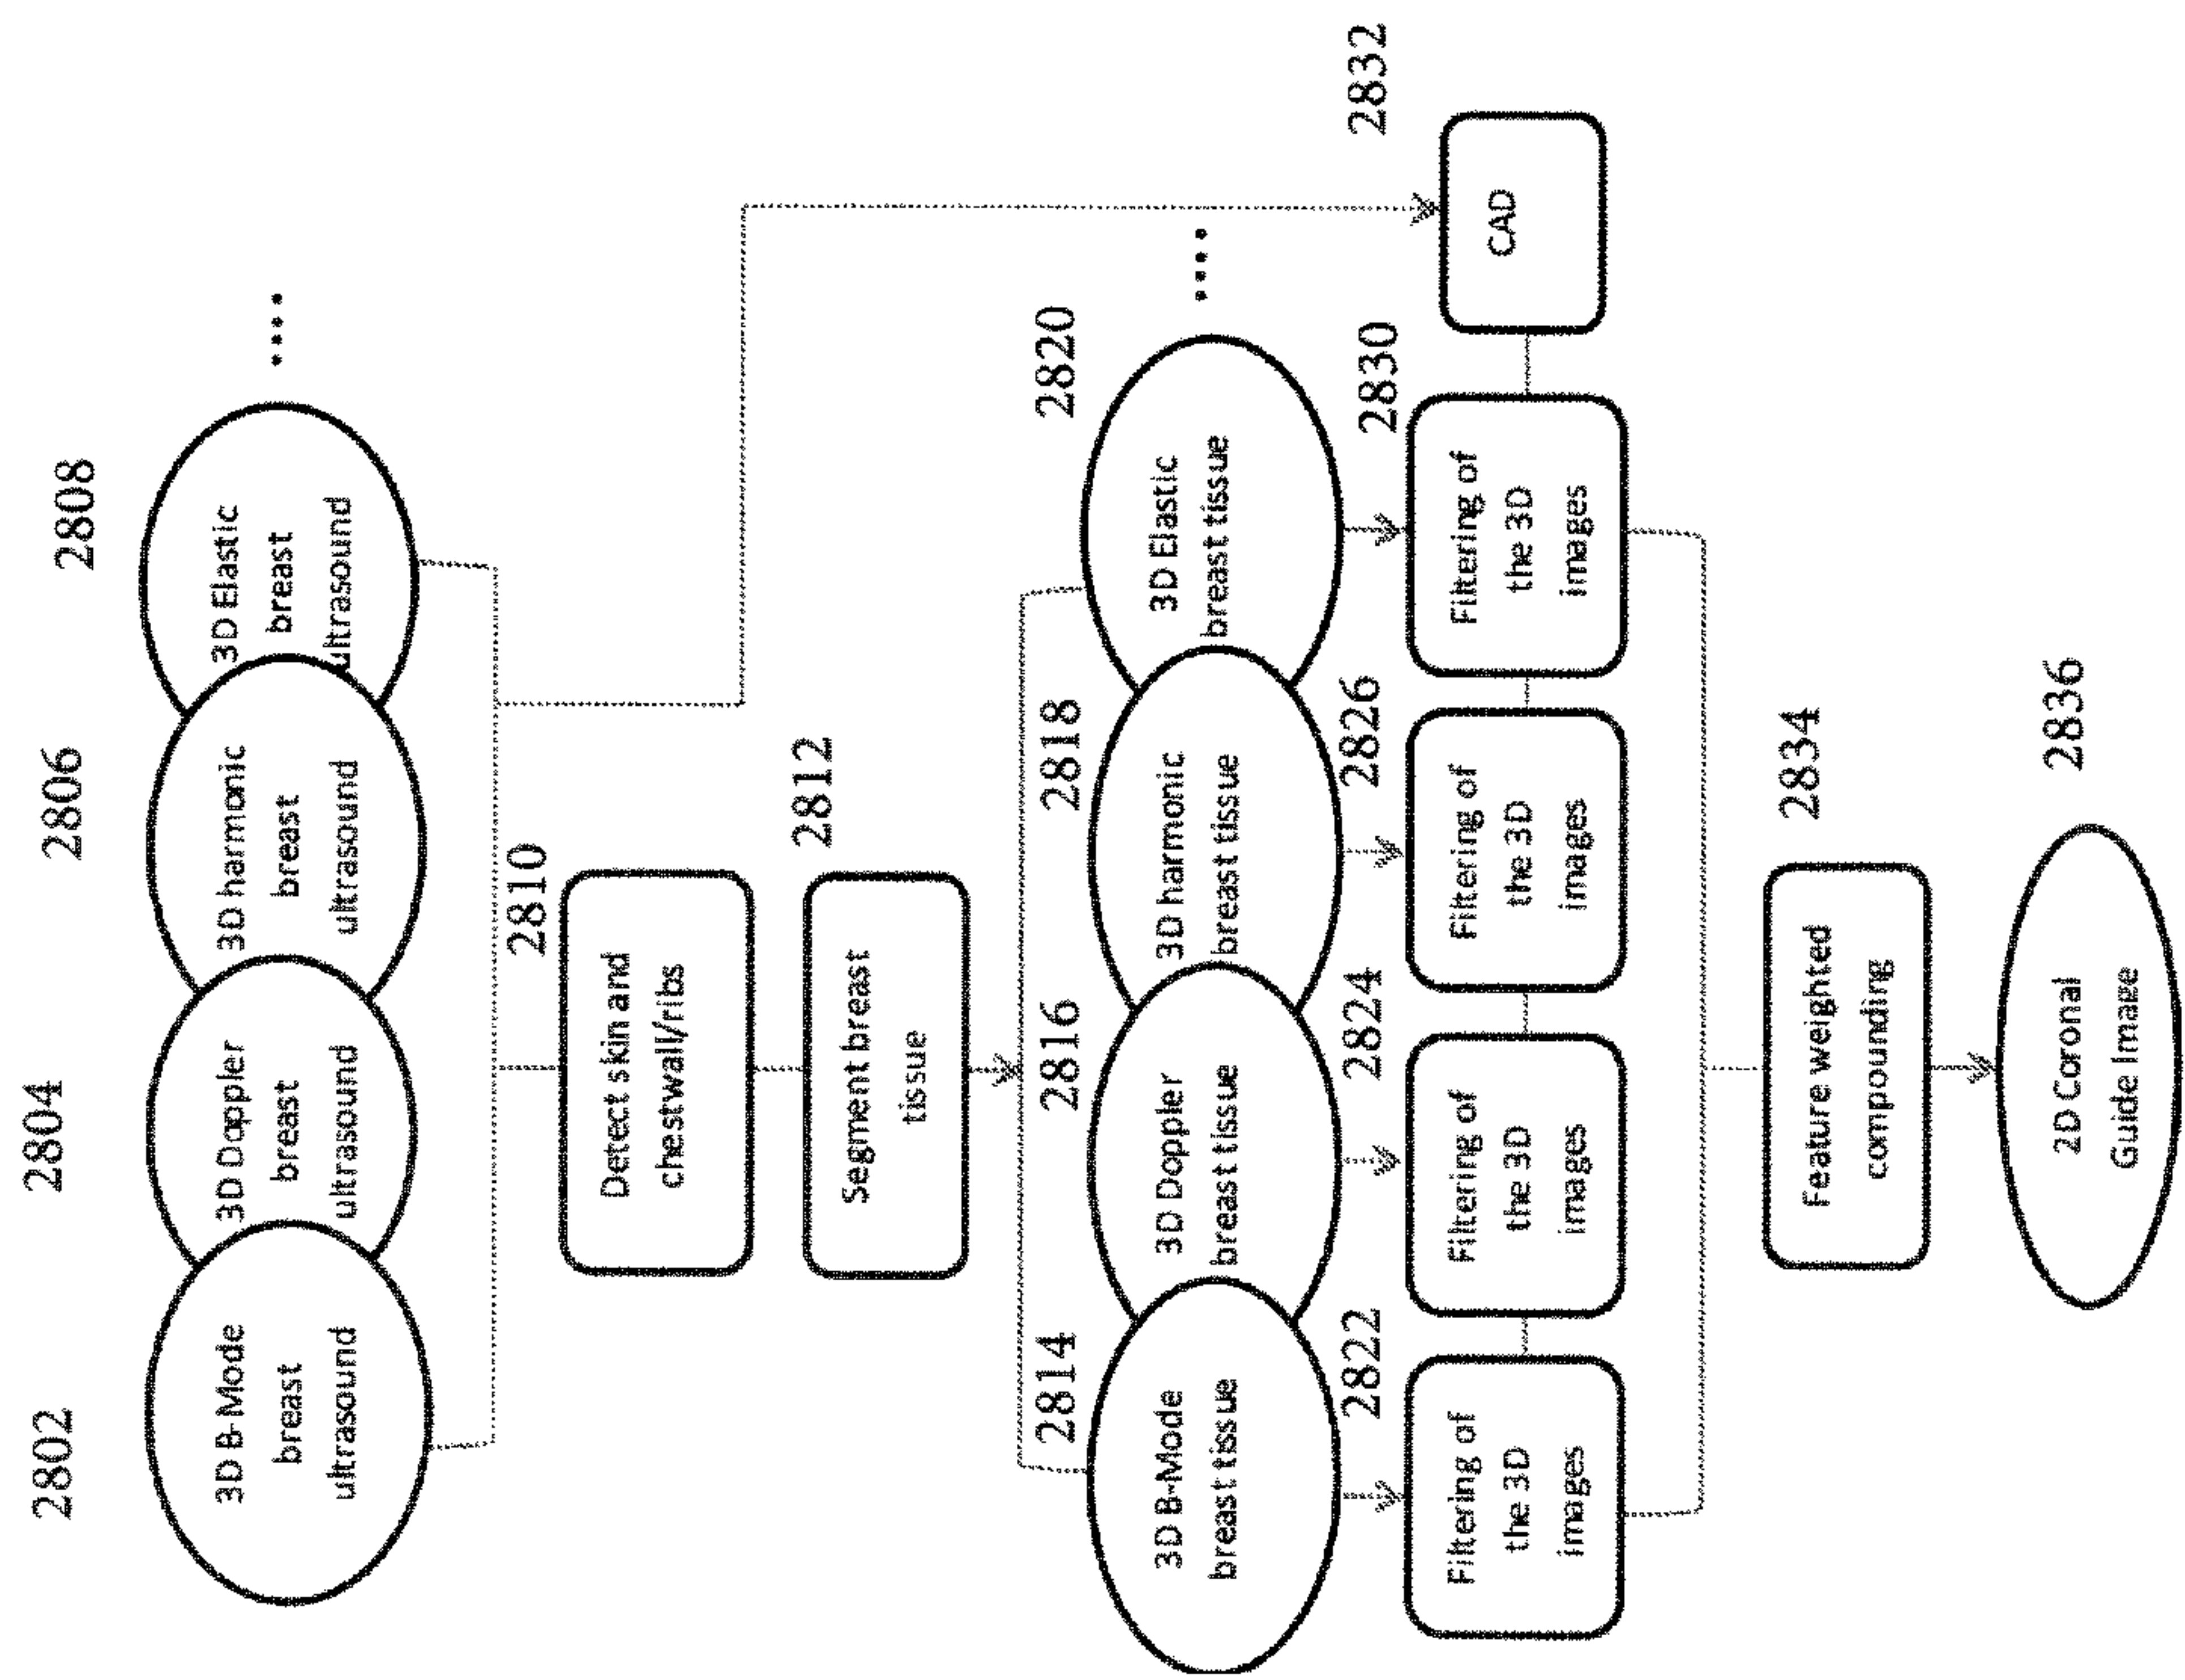 2802
2804
2806
2808
3D B-Mode
breast
ultrasound
3D Doppler
breast
ultrasound
3D harmonic
breast
ultrasound
3D Elastic
breast
ultrasound
....
2810
Detect skin and
chestwall/ribs
2812
Segment breast
tissue
2814
2816
2818
2820
3D B-Mode
breast tissue
3D Doppler
breast tissue
3D harmonic
breast tissue
3D Elastic
breast tissue
....
2822
2824
2826
2830
2832
Filtering of
the 3D
images
Filtering of
the 3D
images
Filtering of
the 3D
images
Filtering of
the 3D
images
CAD
2834
Feature weighted
compounding
2836
2D Coronal
Guide Image